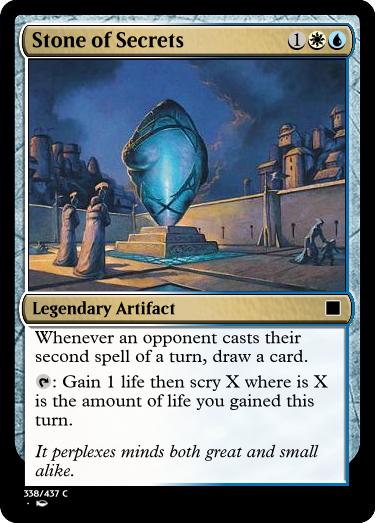 Stone of Secrets 1
Legendary Artifact
Whenever an opponent casts their
second spell of a turn, draw a card.
: Gain 1 life then scry X where is X
is the amount of life you gained this
turn.
It perplexes minds both great and small
alike.
338/437 C